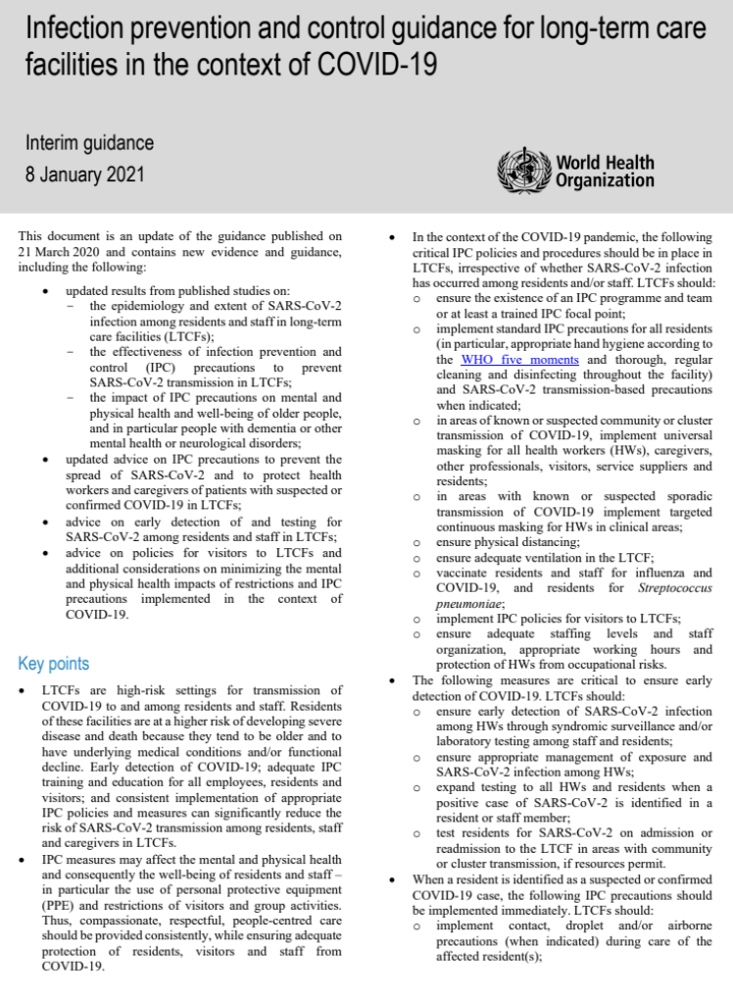 Infection prevention and control guidance for long-term care
facilities in the context of COVID-19
Interim guidance
8 January 2021
World Health
Organization
This document is an update of the guidance published on
21 March 2020 and contains new evidence and guidance,
including the following:
• updated results from published studies on:
− the epidemiology and extent of SARS-CoV-2
infection among residents and staff in long-term
care facilities (LTCFs);
− the effectiveness of infection prevention and
control (IPC) precautions to prevent
SARS-CoV-2 transmission in LTCFs;
− the impact of IPC precautions on mental and
physical health and well-being of older people,
and in particular people with dementia or other
mental health or neurological disorders;
• updated advice on IPC precautions to prevent the
spread of SARS-CoV-2 and to protect health
workers and caregivers of patients with suspected or
confirmed COVID-19 in LTCFs;
• advice on early detection of and testing for
SARS-CoV-2 among residents and staff in LTCFs;
• advice on policies for visitors to LTCFs and
additional considerations on minimizing the mental
and physical health impacts of restrictions and IPC
precautions implemented in the context of
COVID-19.
Key points
• LTCFs are high-risk settings for transmission of
COVID-19 to and among residents and staff. Residents
of these facilities are at a higher risk of developing severe
disease and death because they tend to be older and to
have underlying medical conditions and/or functional
decline. Early detection of COVID-19; adequate IPC
training and education for all employees, residents and
visitors; and consistent implementation of appropriate
IPC policies and measures can significantly reduce the
risk of SARS-CoV-2 transmission among residents, staff
and caregivers in LTCFs.
• IPC measures may affect the mental and physical health
and consequently the well-being of residents and staff –
in particular the use of personal protective equipment
(PPE) and restrictions of visitors and group activities.
Thus, compassionate, respectful, people-centred care
should be provided consistently, while ensuring adequate
protection of residents, visitors and staff from
COVID-19.
• In the context of the COVID-19 pandemic, the following
critical IPC policies and procedures should be in place in
LTCFs, irrespective of whether SARS-CoV-2 infection
has occurred among residents and/or staff. LTCFs should:
o ensure the existence of an IPC programme and team
or at least a trained IPC focal point;
o implement standard IPC precautions for all residents
(in particular, appropriate hand hygiene according to
the WHO five moments and thorough, regular
cleaning and disinfecting throughout the facility)
and SARS-CoV-2 transmission-based precautions
when indicated;
o in areas of known or suspected community or cluster
transmission of COVID-19, implement universal
masking for all health workers (HWs), caregivers,
other professionals, visitors, service suppliers and
residents;
o in areas with known or suspected sporadic
transmission of COVID-19 implement targeted
continuous masking for HWs in clinical areas;
o ensure physical distancing;
o ensure adequate ventilation in the LTCF;
o vaccinate residents and staff for influenza and
COVID-19, and residents for Streptococcus
pneumoniae;
o implement IPC policies for visitors to LTCFs;
o ensure adequate staffing levels and staff
organization, appropriate working hours and
protection of HWs from occupational risks.
• The following measures are critical to ensure early
detection of COVID-19. LTCFs should:
o ensure early detection of SARS-CoV-2 infection
among HWs through syndromic surveillance and/or
laboratory testing among staff and residents;
o ensure appropriate management of exposure and
SARS-CoV-2 infection among HWs;
o expand testing to all HWs and residents when a
positive case of SARS-CoV-2 is identified in a
resident or staff member;
o test residents for SARS-CoV-2 on admission or
readmission to the LTCF in areas with community
or cluster transmission, if resources permit.
• When a resident is identified as a suspected or confirmed
COVID-19 case, the following IPC precautions should
be implemented immediately. LTCFs should:
o implement contact, droplet and/or airborne
precautions (when indicated) during care of the
affected resident(s);